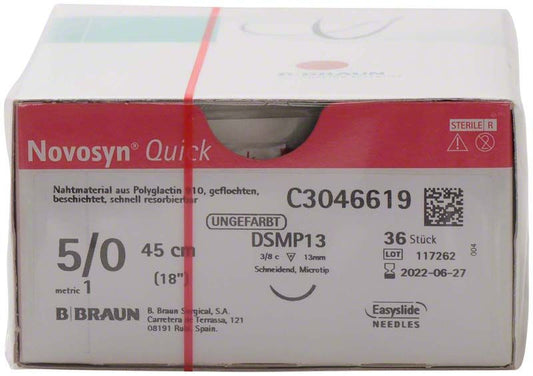 B|BRAUN
STERILE R
Novosyn® Quick
Nahtmaterial aus Polyglactin 910, geflochten,
beschichtet, schnell resorbierbar
C3046619
UNGEFÄRBT
5/0 45 cm DSMP13 36 Stück
3/8 c 13mm
LOT 117262
004
metric 1 (18")
Schneidend, Microtip
2022-06-27
B|BRAUN
B. Braun Surgical, S.A.
Carretera de Terrassa, 121
08191 Rubí, Spain.
Easyslide
NEEDLES